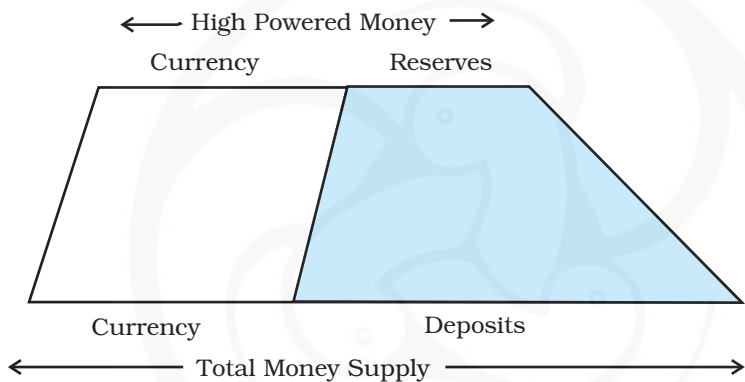 High Powered Money
Currency Reserves
Currency Deposits
Total Money Supply